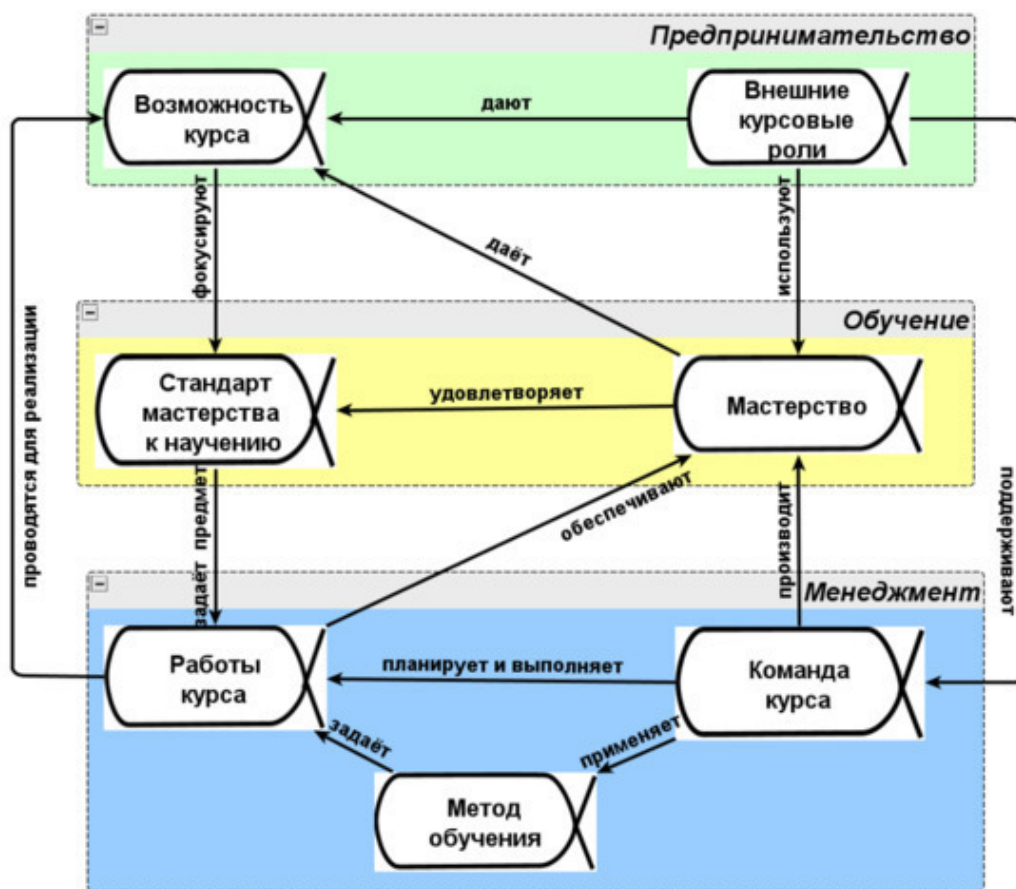 Предпринимательство
Возможность
курса
дают
Внешние
курсовые
роли
фокусируют
даёт
используют
проводятся для реализации
Обучение
Стандарт
мастерства
к научению
удовлетворяет
Мастерство
задаёт предмет
обеспечивают
производит
поддерживают
Менеджмент
Работы
курса
планирует и выполняет
Команда
курса
задаёт
применяет
Метод
обучения